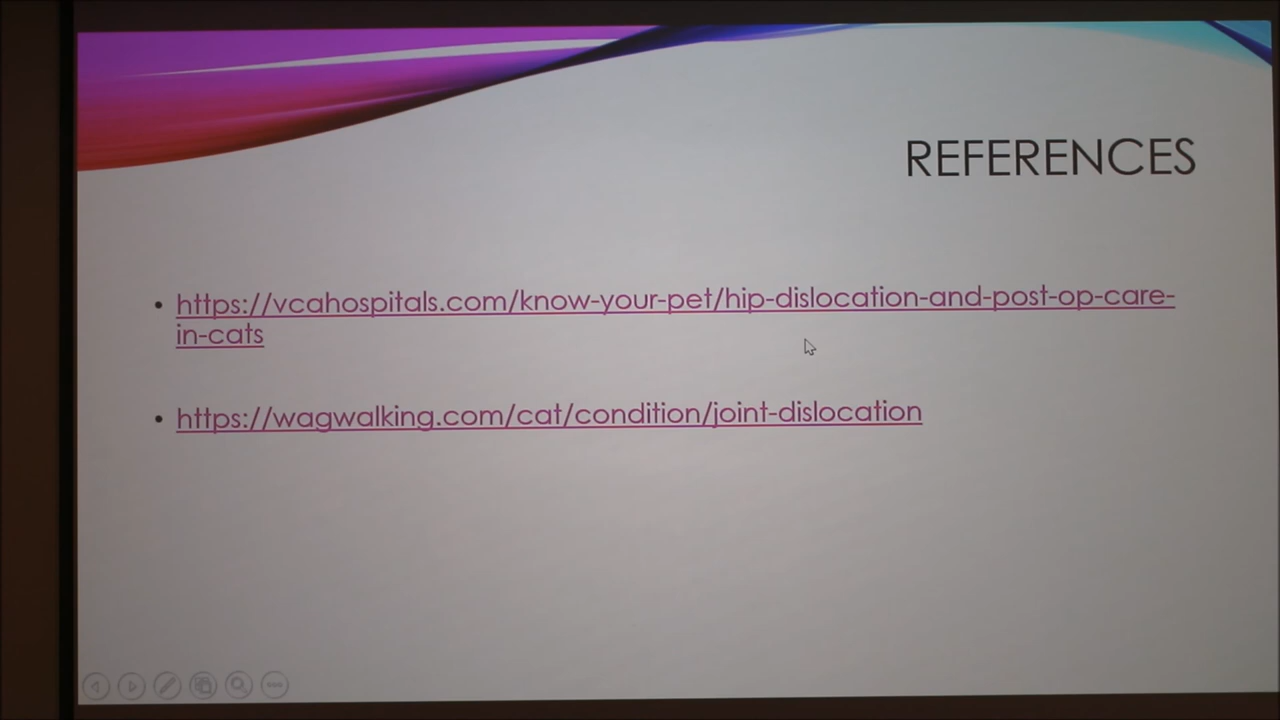 REFERENCES
• https://vcahospitals.com/know-your-pet/hip-dislocation-and-post-op-care-
in-cats
• https://wagwalking.com/cat/condition/joint-dislocation